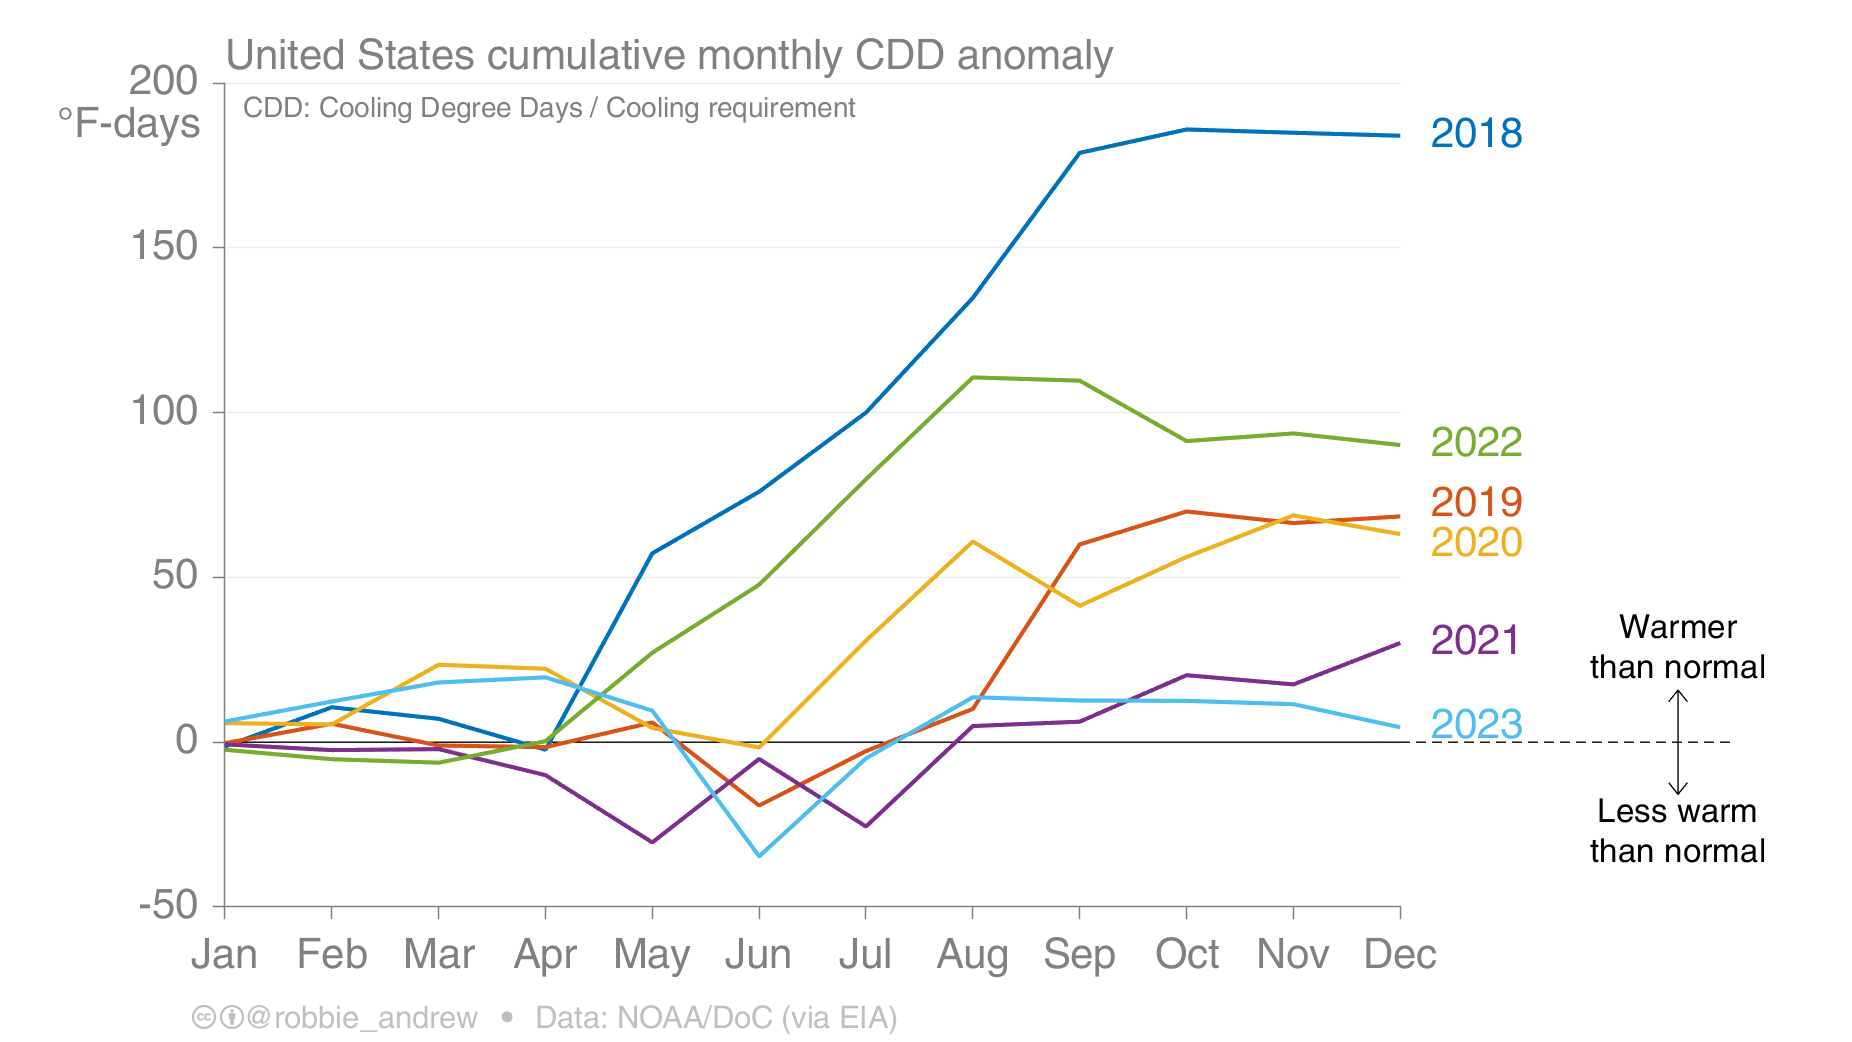 United States cumulative monthly CDD anomaly
200
°F-days
CDD: Cooling Degree Days / Cooling requirement
2018
150
100
2022
2019
2020
50
Warmer
than normal
2021
2023
0
Less warm
than normal
-50
Jan Feb Mar Apr May Jun Jul Aug Sep Oct Nov Dec
@robbie_andrew • Data: NOAA/DoC (via EIA)